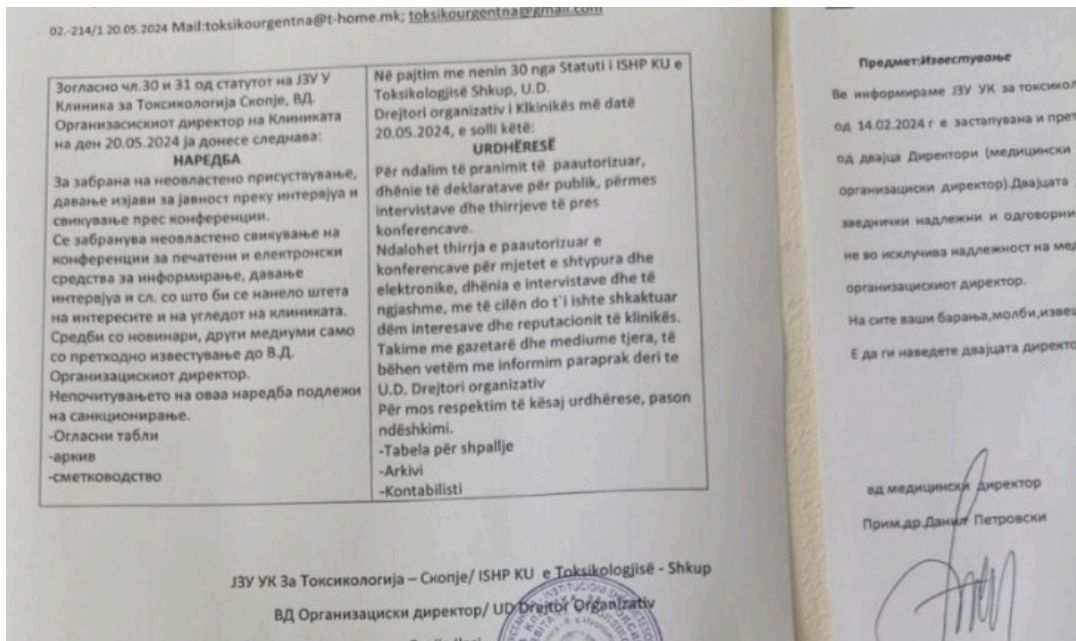 02.-214/1 20.05.2024 Mail:toksikourgentna@t-home.mk; toksikourgentna@gmail.com
Зогласно чл.30 и 31 од статутот на ЈЗУ У
Клиника за Токсикологија Скопје, ВД.
Организасискиот директор на Клиниката
на ден 20.05.2024 ја донесе следнава:
НАРЕДБА
За забрана на неовластено присуствување,
давање изјави за јавност преку интервјуа и
свикување прес конференции.
Се забранува неовластено свикување на
конференции за печатени и електронски
средства за информирање, давање
интервјуа и сл. со што би се нанело штета
на интересите и на угледот на клиниката.
Средби со новинари, други медиуми само
со претходно известување до В.Д.
Организацискиот директор.
Непочитувањето на оваа наредба подлежи
на санкционирање.
-Огласни табли
-аркив
-сметководство
Në pajtim me nenin 30 nga Statuti i ISHP KU e
Toksikologjisë Shkup, U.D.
Drejtori organizativ i Klkinikës më datë
20.05.2024, e solli këtë:
URDHËRESË
Për ndalim të pranimit të paautorizuar,
dhënie të deklaratave për publik, përmes
intervistave dhe thirrjeve të pres
konferencave.
Ndalohet thirrja e paautorizuar e
konferencave për mjetet e shtypura dhe
elektronike, dhënia e intervistave dhe të
ngjashme, me të cilën do t`i ishte shkaktuar
dëm interesave dhe reputacionit të klinikës.
Takime me gazetarë dhe mediume tjera, të
bëhen vetëm me informim paraprak deri te
U.D. Drejtori organizativ
Për mos respektim të kësaj urdhërese, pason
ndëshkimi.
-Tabela për shpallje
-Arkivi
-Kontabilisti
ЈЗУ УК За Токсикологија – Скопје/ ISHP KU e Toksikologjisë - Shkup
ВД Организациски директор/ UD Drejtor Organizativ
Предмет:Известување
Ве информираме ЈЗУ УК за токсикол
од 14.02.2024 г е застапувана и прет
од двајца Директори (медицински
организациски директор).Двајцата
заеднички надлежни и одговорни
не во исклучива надлежност на мед
организацискиот директор.
На сите ваши барања,молби,извеш
Е да ги наведете двајцата директо
вд медицински директор
Прим.др.Данил Петровски